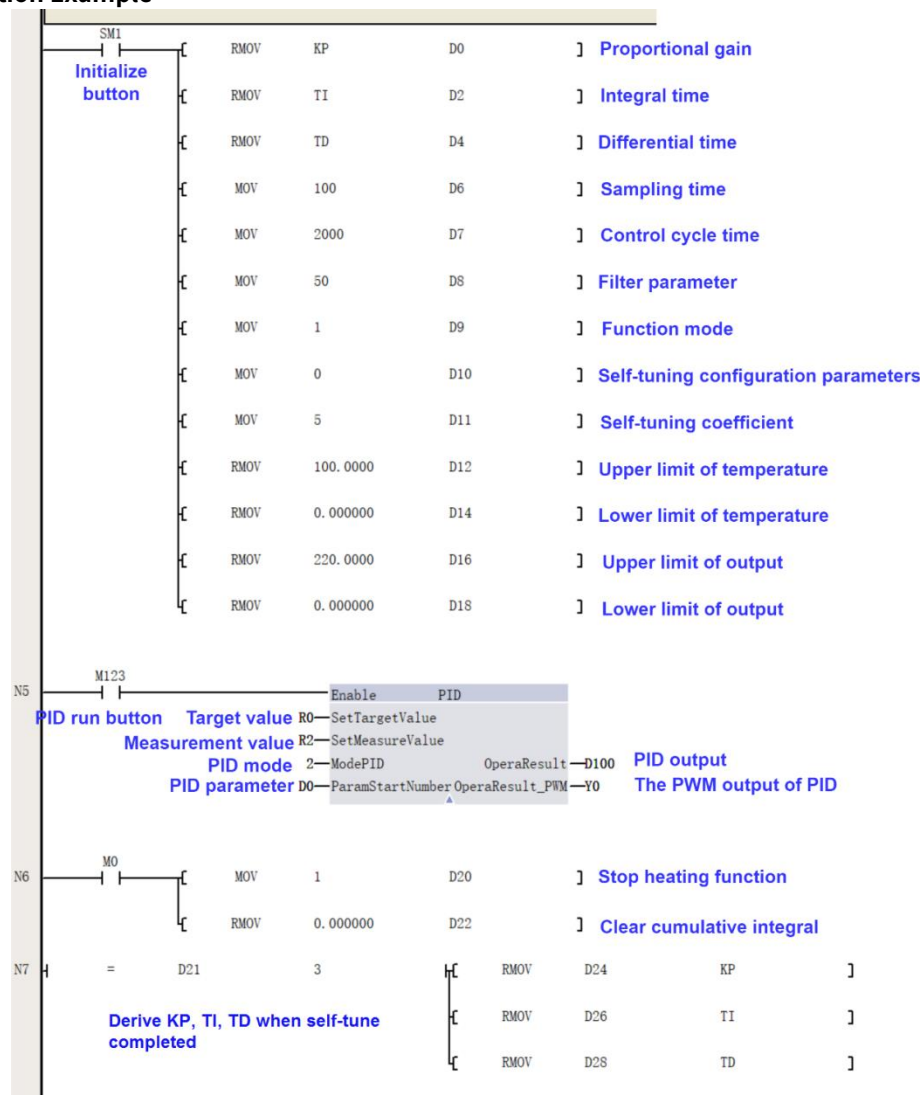 tion Example
SM1
Initialize
button
[ RMOV KP D0 ] Proportional gain
[ RMOV TI D2 ] Integral time
[ RMOV TD D4 ] Differential time
[ MOV 100 D6 ] Sampling time
[ MOV 2000 D7 ] Control cycle time
[ MOV 50 D8 ] Filter parameter
[ MOV 1 D9 ] Function mode
[ MOV 0 D10 ] Self-tuning configuration parameters
[ MOV 5 D11 ] Self-tuning coefficient
[ RMOV 100.0000 D12 ] Upper limit of temperature
[ RMOV 0.000000 D14 ] Lower limit of temperature
[ RMOV 220.0000 D16 ] Upper limit of output
[ RMOV 0.000000 D18 ] Lower limit of output
M123
N5 Enable PID
PID run button Target value R0 SetTargetValue
Measurement value R2 SetMeasureValue
PID mode 2 ModePID OperaResult D100 PID output
PID parameter D0 ParamStartNumber OperaResult_PWM Y0 The PWM output of PID
M0
N6 [ MOV 1 D20 ] Stop heating function
[ RMOV 0.000000 D22 ] Clear cumulative integral
N7 = D21 3 [ RMOV D24 KP ]
Derive KP, TI, TD when self-tune
completed
[ RMOV D26 TI ]
[ RMOV D28 TD ]